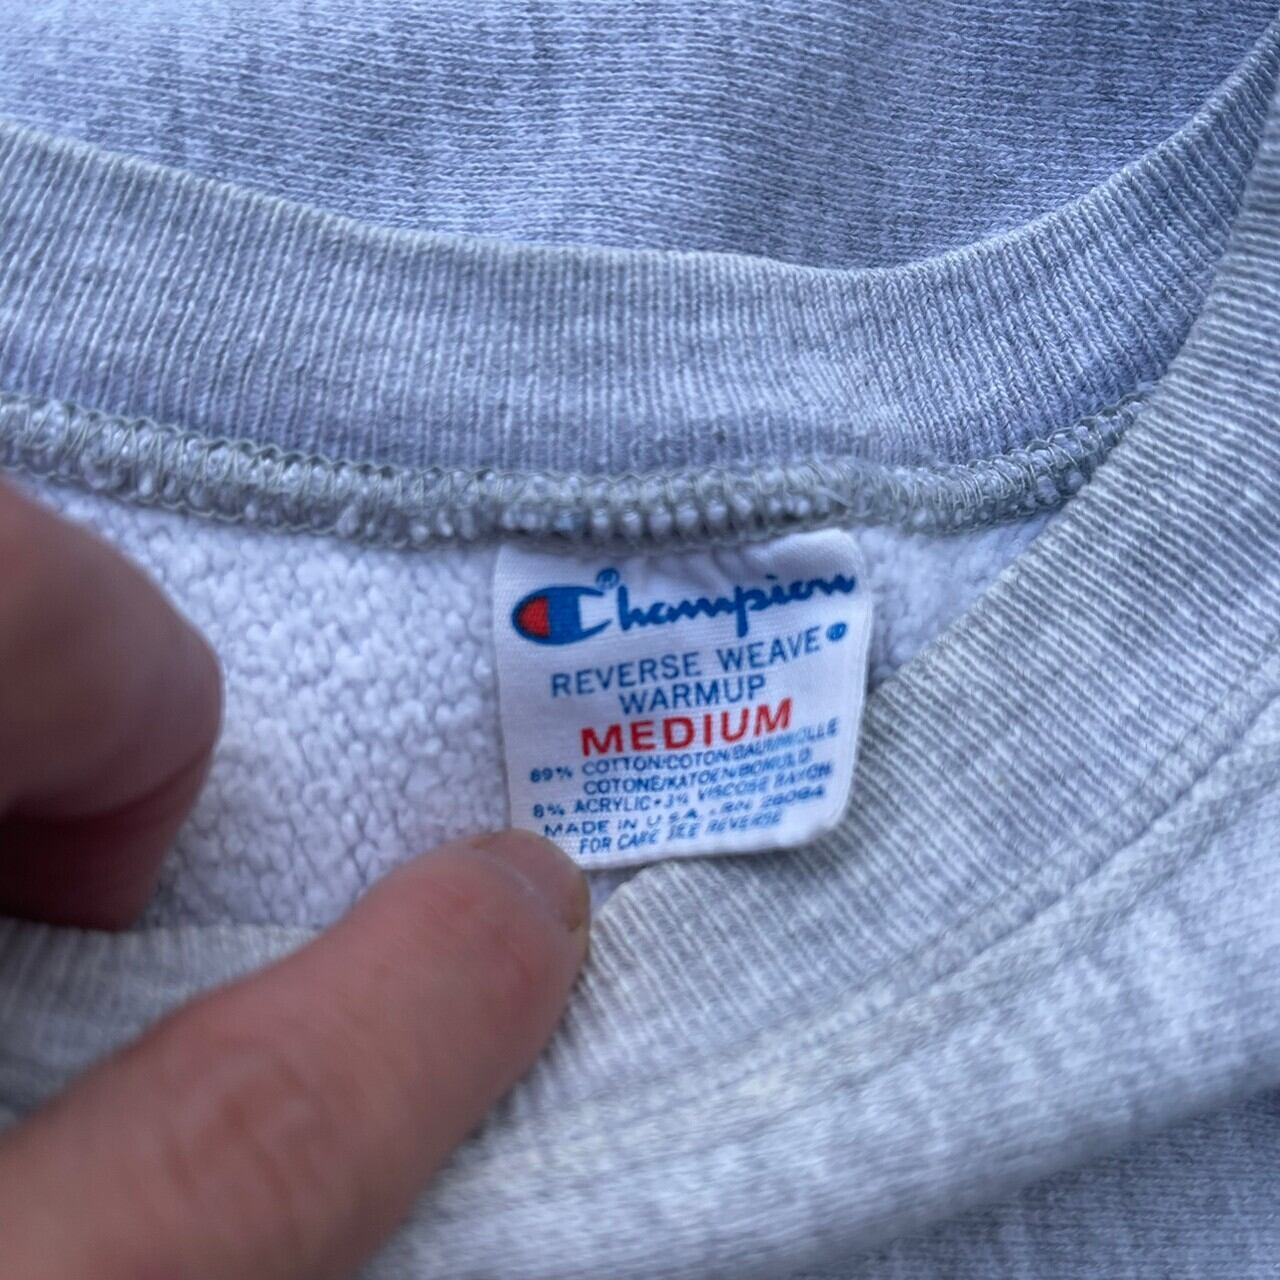 Champion®
REVERSE WEAVE®
WARMUP
MEDIUM
89% COTTON/COTON/BAUMWOLLE
COTONE/KATOEN/BOMULD
8% ACRYLIC • 3% VISCOSE RAYON
MADE IN U.S.A. - RN 26094
FOR CARE SEE REVERSE